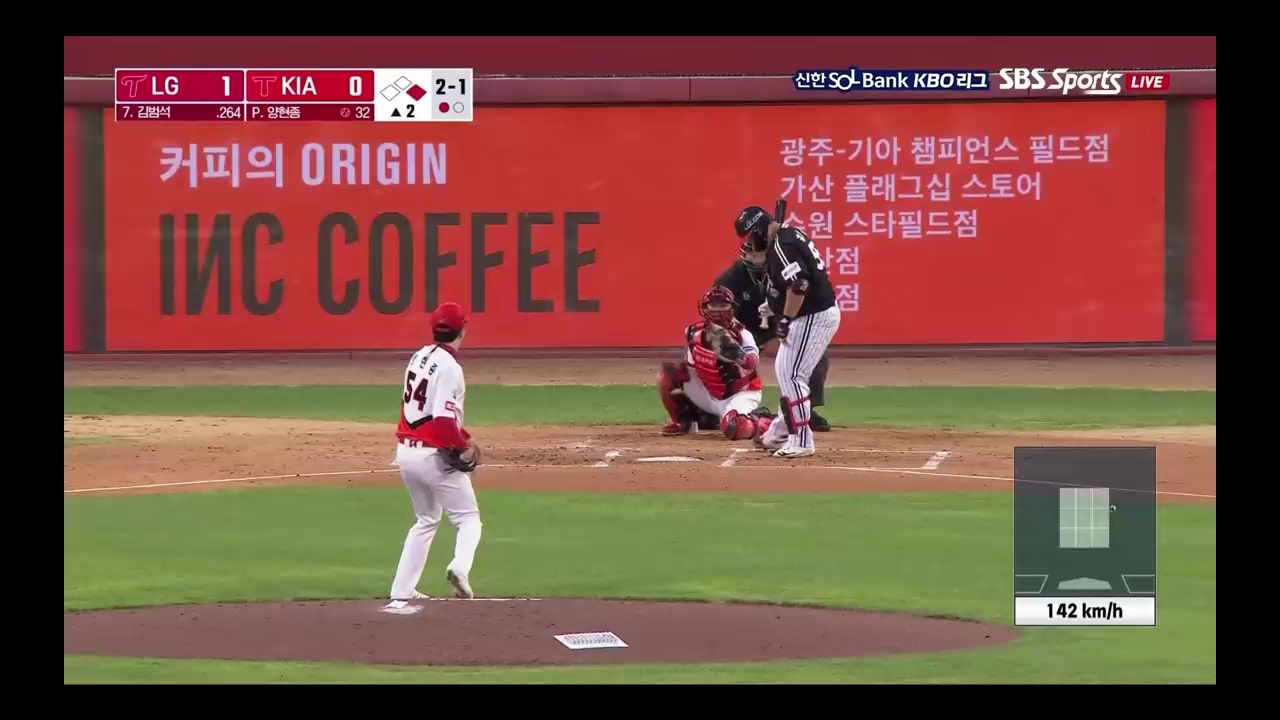 LG 1 KIA 0 2-1
7. 김범석 .264 P. 양현종 32 ▲ 2
신한 SOL Bank KBO 리그 SBS Sports LIVE
커피의 ORIGIN
INC COFFEE
광주-기아 챔피언스 필드점
가산 플래그십 스토어
수원 스타필드점
점
점
54
142 km/h